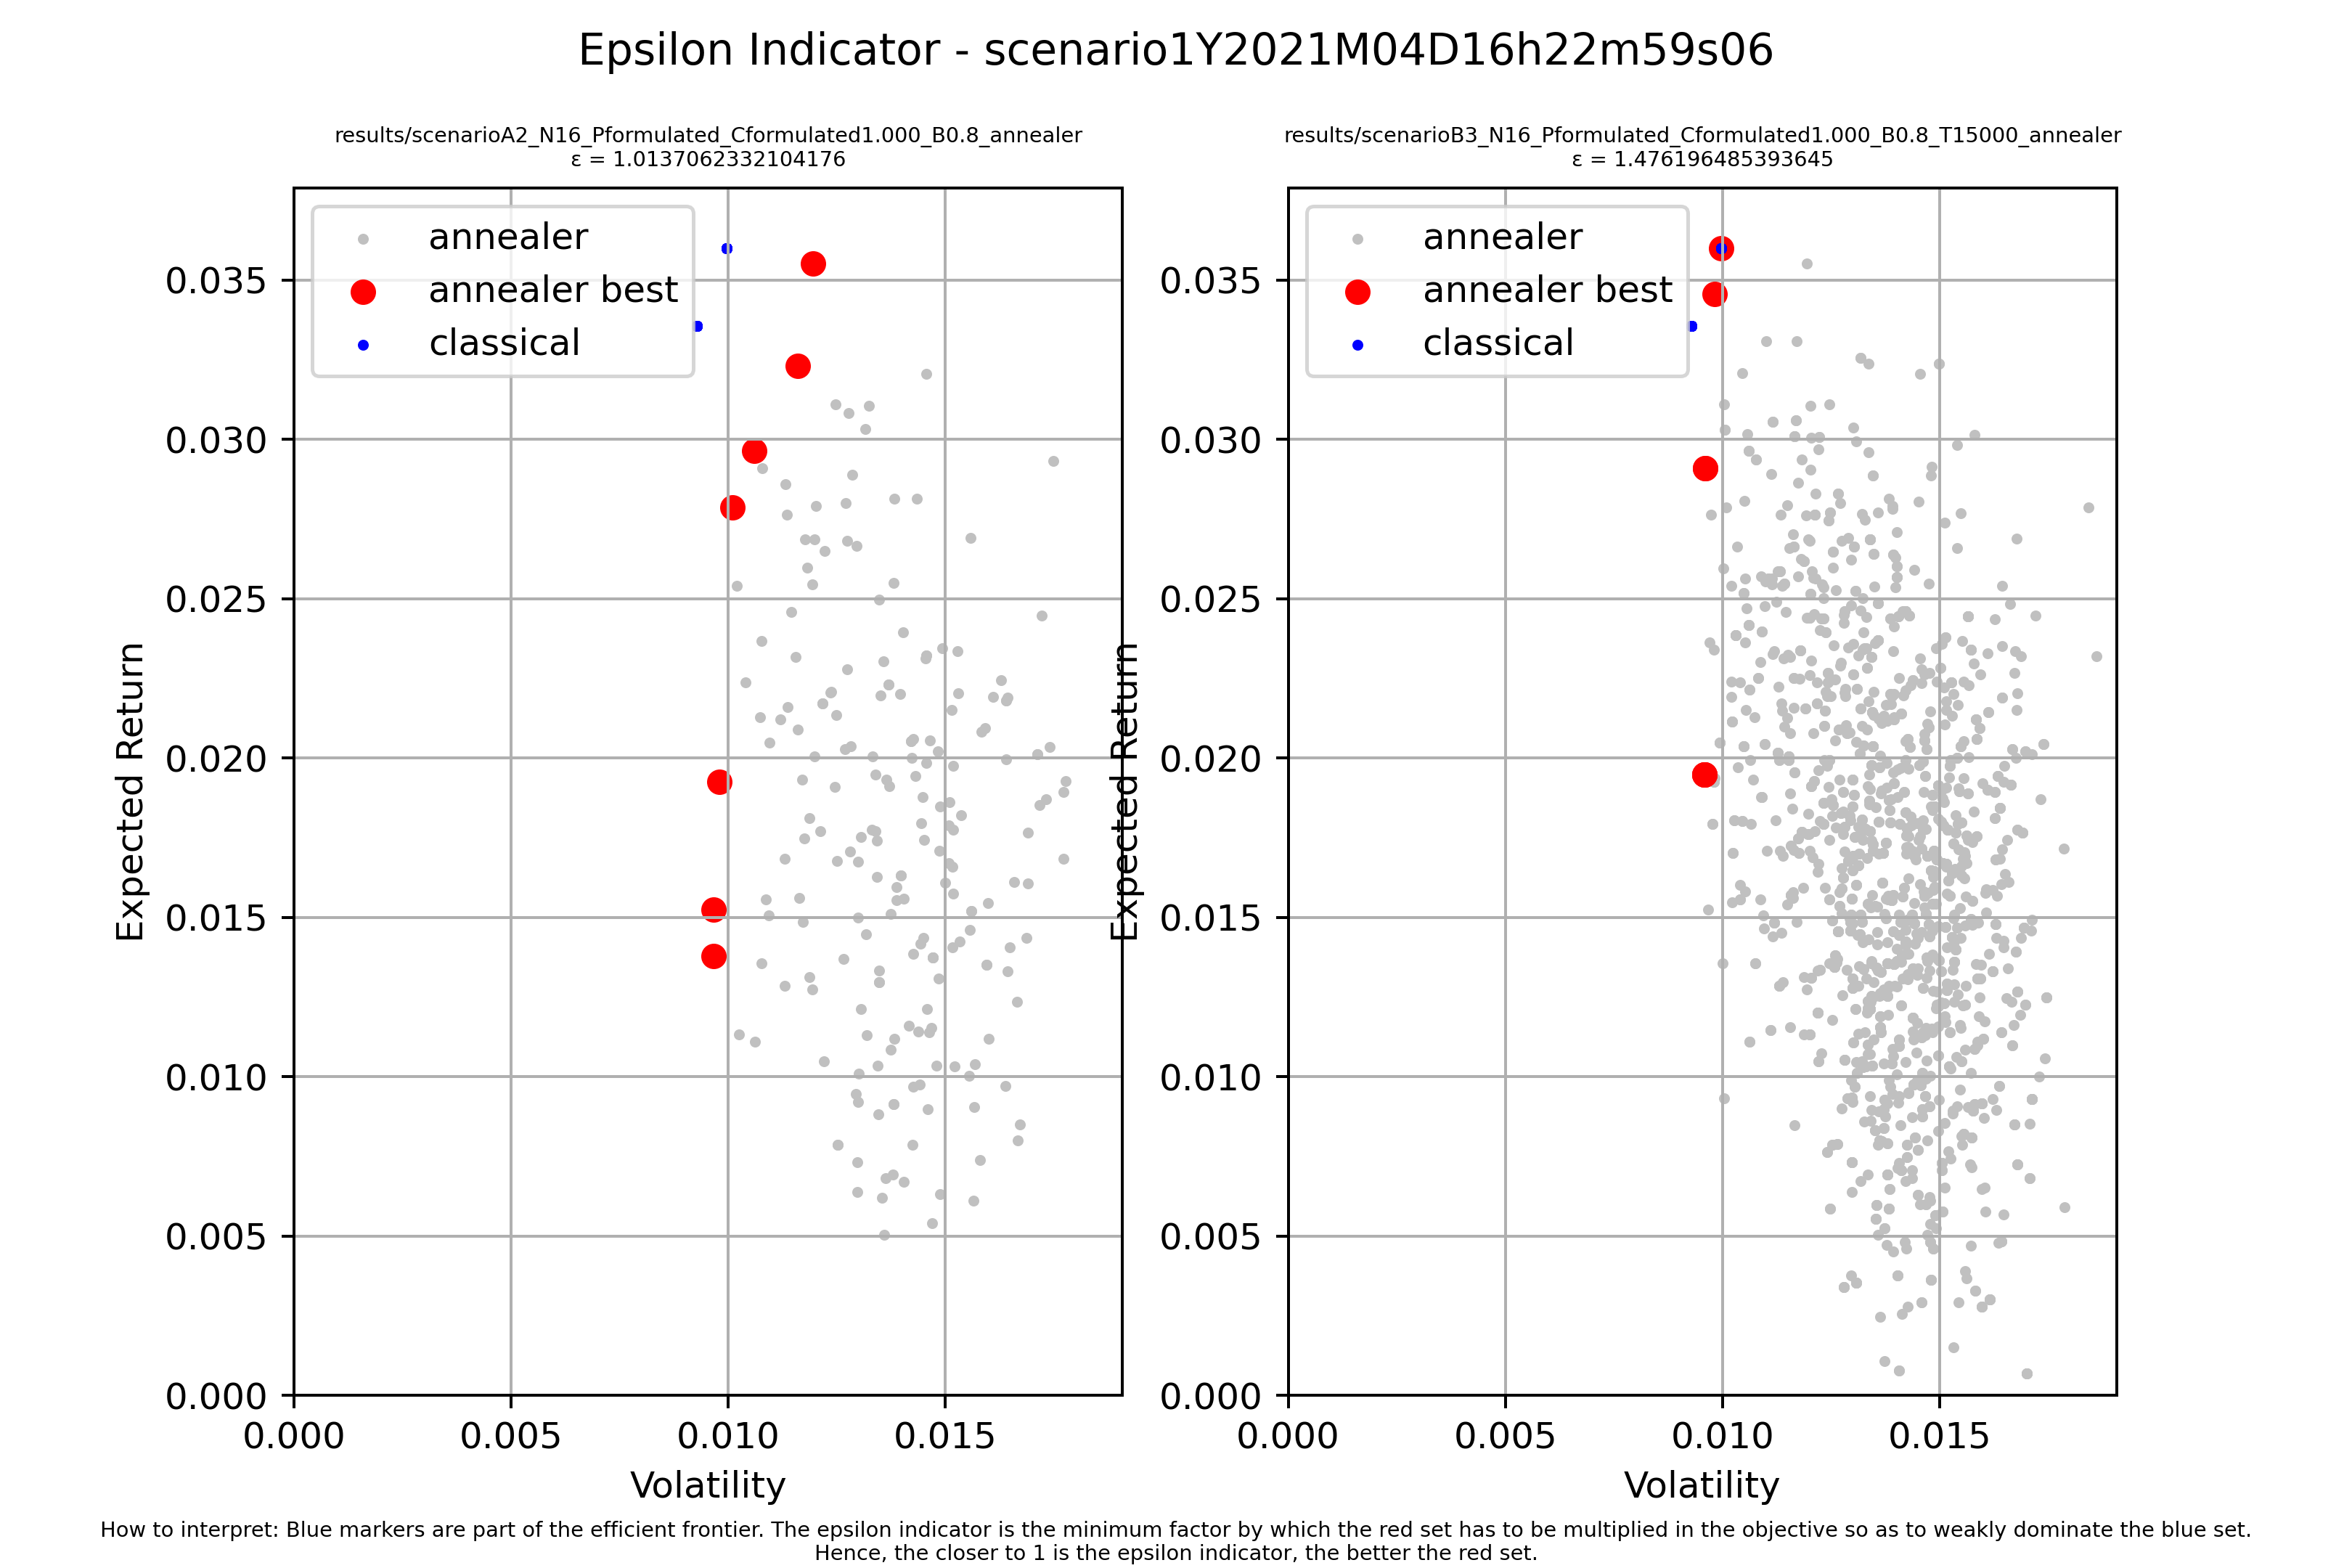 Epsilon Indicator - scenario1Y2021M04D16h22m59s06
results/scenarioA2_N16_Pformulated_Cformulated1.000_B0.8_annealer
ε = 1.0137062332104176
annealer
annealer best
classical
0.035
0.030
0.025
0.020
0.015
0.010
0.005
0.000
Expected Return
0.000 0.005 0.010 0.015
Volatility
results/scenarioB3_N16_Pformulated_Cformulated1.000_B0.8_T15000_annealer
ε = 1.476196485393645
annealer
annealer best
classical
0.035
0.030
0.025
0.020
0.015
0.010
0.005
0.000
Expected Return
0.000 0.005 0.010 0.015
Volatility
How to interpret: Blue markers are part of the efficient frontier. The epsilon indicator is the minimum factor by which the red set has to be multiplied in the objective so as to weakly dominate the blue set.
Hence, the closer to 1 is the epsilon indicator, the better the red set.